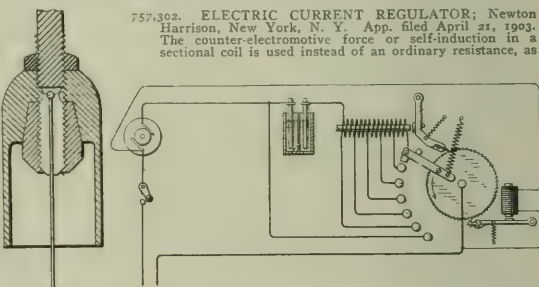 757,302. ELECTRIC CURRENT REGULATOR; Newton
Harrison, New York, N. Y. App. filed April 21, 1903.
The counter-electromotive force or self-induction in a
sectional coil is used instead of an ordinary resistance, as